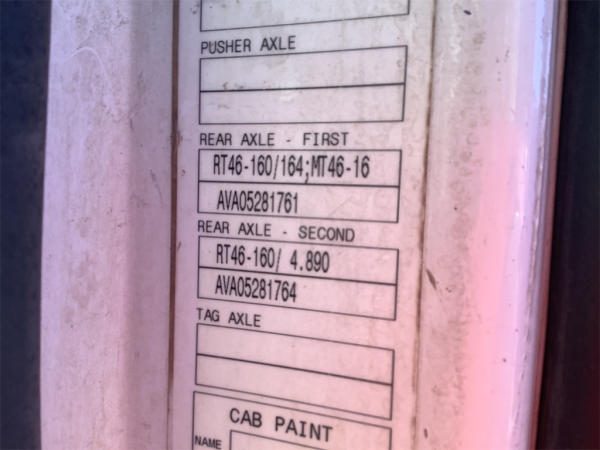 PUSHER AXLE
REAR AXLE - FIRST
RT46-160/164;MT46-16
AVA05281761
REAR AXLE - SECOND
RT46-160/ 4.890
AVA05281764
TAG AXLE
CAB PAINT
NAME